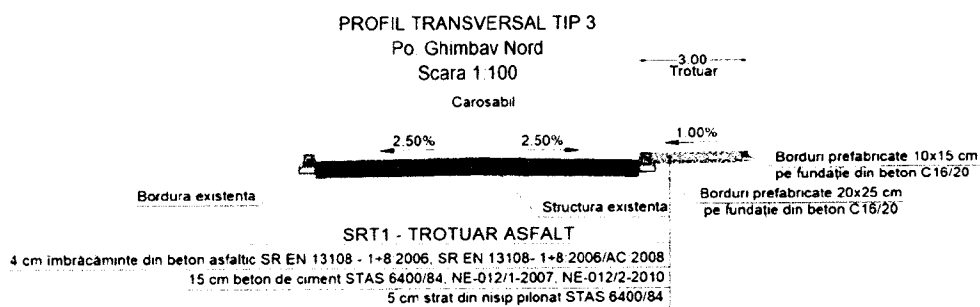 PROFIL TRANSVERSAL TIP 3
Po. Ghimbav Nord
Scara 1:100
3.00
Trotuar
Carosabil
2.50%
2.50%
1.00%
Borduri prefabricate 10x15 cm
pe fundație din beton C16/20
Bordura existenta
Structura existenta
Borduri prefabricate 20x25 cm
pe fundație din beton C16/20
SRT1 - TROTUAR ASFALT
4 cm îmbrăcăminte din beton asfaltic SR EN 13108 - 1÷8:2006, SR EN 13108- 1÷8:2006/AC:2008
15 cm beton de ciment STAS 6400/84, NE-012/1-2007, NE-012/2-2010
5 cm strat din nisip pilonat STAS 6400/84